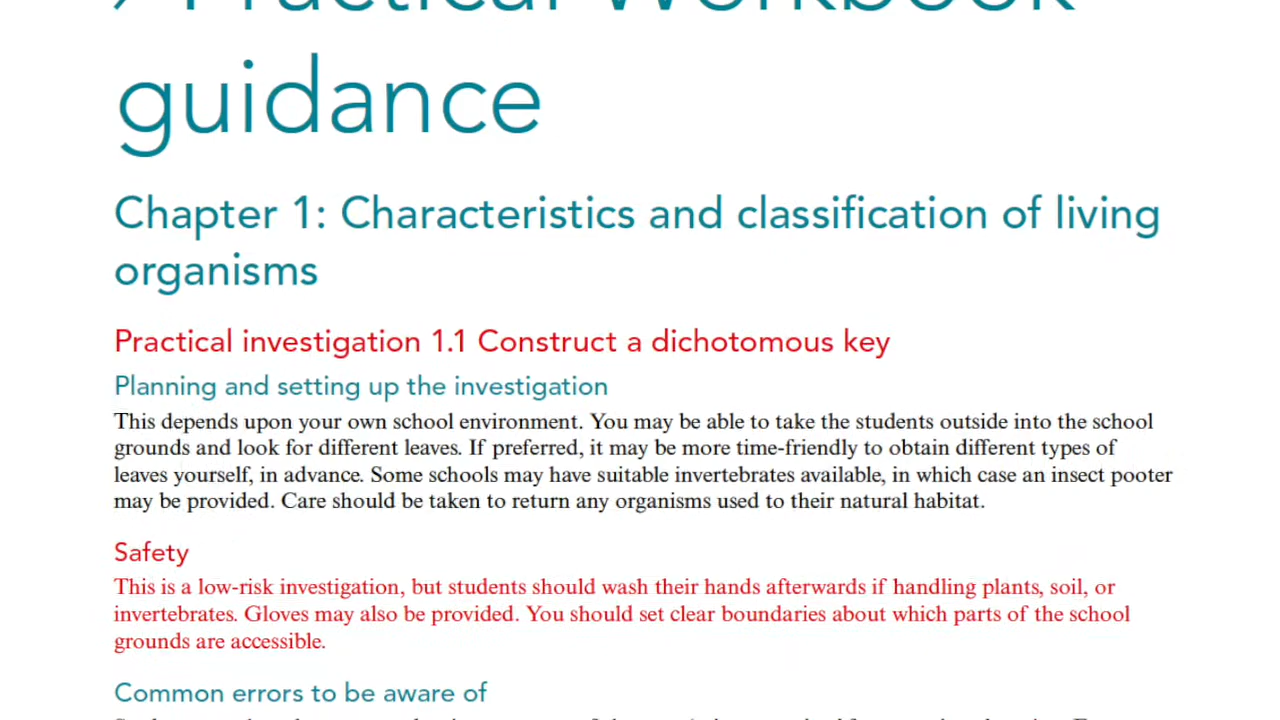 Practical Workbook
guidance
Chapter 1: Characteristics and classification of living
organisms
Practical investigation 1.1 Construct a dichotomous key
Planning and setting up the investigation
This depends upon your own school environment. You may be able to take the students outside into the school
grounds and look for different leaves. If preferred, it may be more time-friendly to obtain different types of
leaves yourself, in advance. Some schools may have suitable invertebrates available, in which case an insect pooter
may be provided. Care should be taken to return any organisms used to their natural habitat.
Safety
This is a low-risk investigation, but students should wash their hands afterwards if handling plants, soil, or
invertebrates. Gloves may also be provided. You should set clear boundaries about which parts of the school
grounds are accessible.
Common errors to be aware of